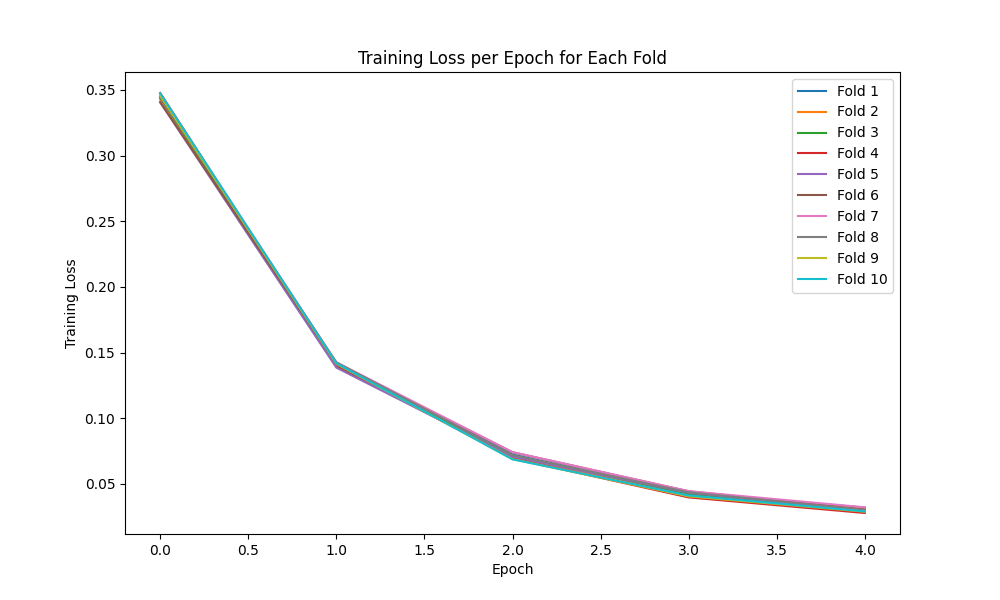 Training Loss per Epoch for Each Fold
Training Loss
0.35
0.30
0.25
0.20
0.15
0.10
0.05
Fold 1
Fold 2
Fold 3
Fold 4
Fold 5
Fold 6
Fold 7
Fold 8
Fold 9
Fold 10
0.0 0.5 1.0 1.5 2.0 2.5 3.0 3.5 4.0
Epoch